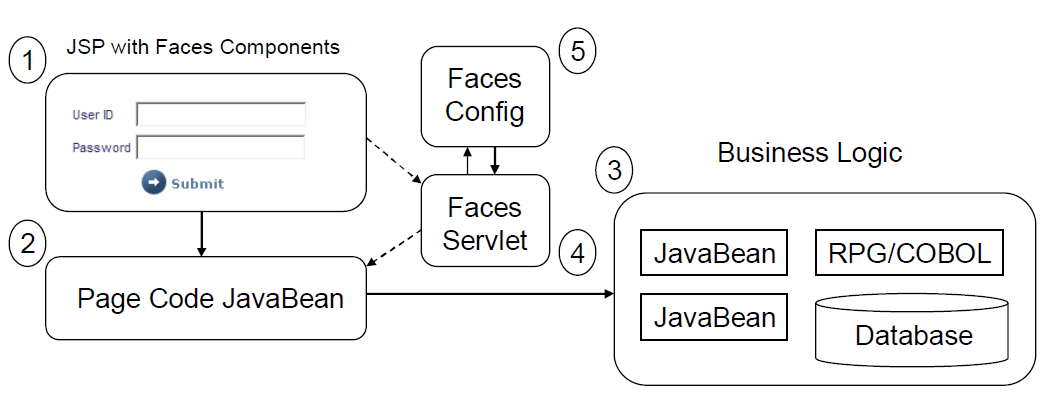 JSP with Faces Components
1
User ID
Password
Submit
2
Page Code JavaBean
5
Faces
Config
Faces
Servlet
4
Business Logic
3
JavaBean
RPG/COBOL
JavaBean
Database